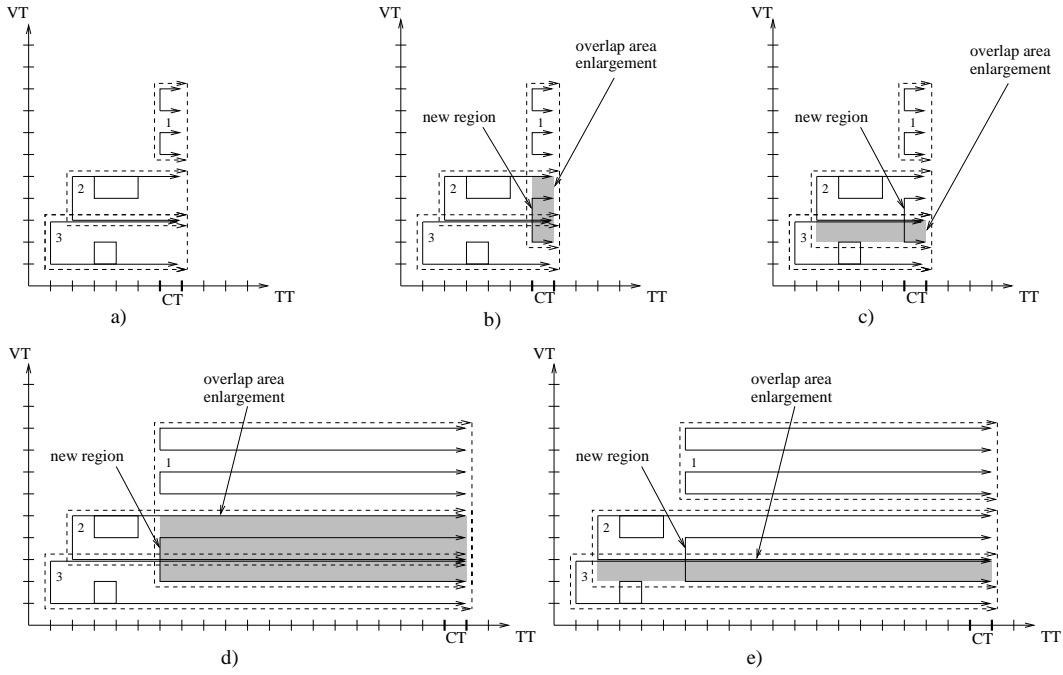 VT
1
2
3
CT
TT
a)
VT
overlap area
enlargement
new region
1
2
3
CT
TT
b)
VT
overlap area
enlargement
new region
1
2
3
CT
TT
c)
VT
overlap area
enlargement
new region
1
2
3
CT
TT
d)
VT
overlap area
enlargement
new region
1
2
3
CT
TT
e)